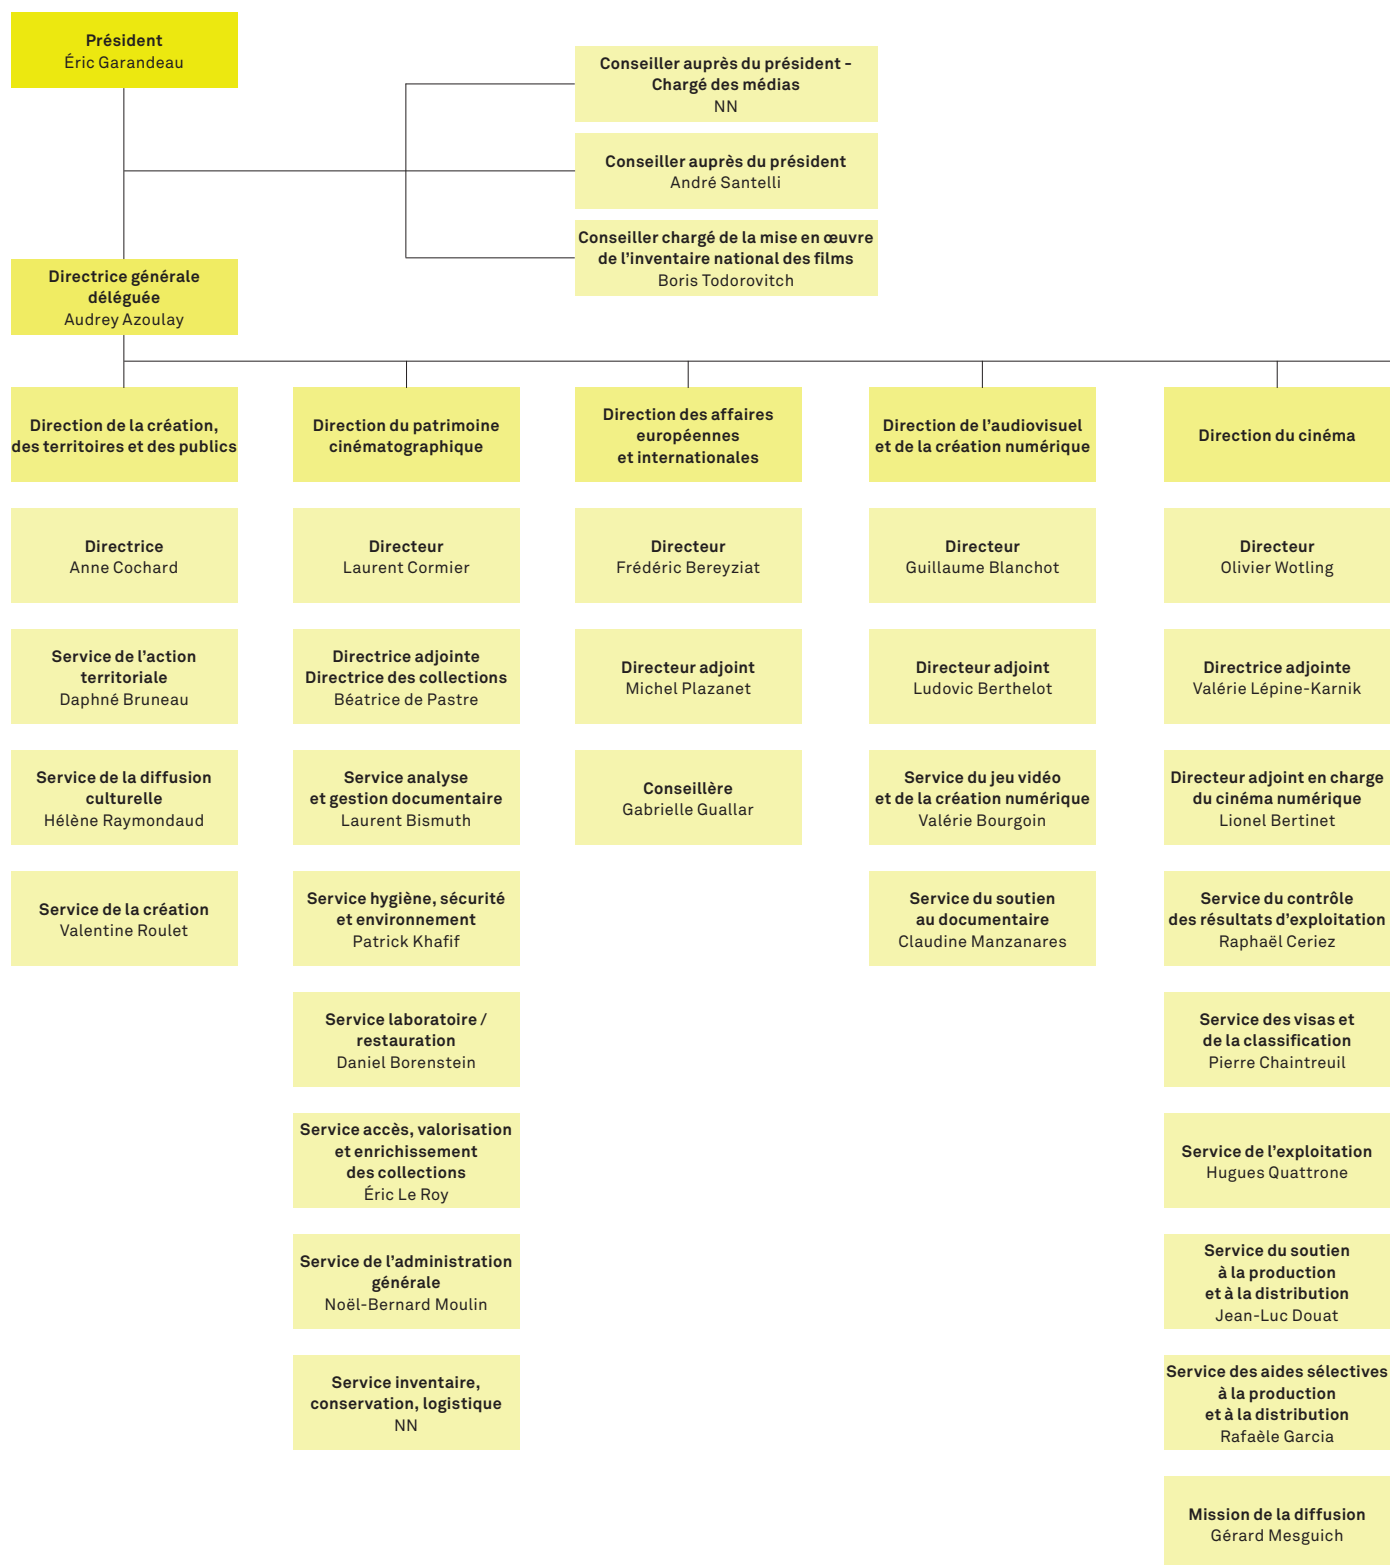 Président
Éric Garandeau
Conseiller auprès du président -
Chargé des médias
NN
Conseiller auprès du président
André Santelli
Conseiller chargé de la mise en œuvre
de l’inventaire national des films
Boris Todorovitch
Directrice générale
déléguée
Audrey Azoulay
Direction de la création,
des territoires et des publics
Directrice
Anne Cochard
Service de l’action
territoriale
Daphné Bruneau
Service de la diffusion
culturelle
Hélène Raymondaud
Service de la création
Valentine Roulet
Direction du patrimoine
cinématographique
Directeur
Laurent Cormier
Directrice adjointe
Directrice des collections
Béatrice de Pastre
Service analyse
et gestion documentaire
Laurent Bismuth
Service hygiène, sécurité
et environnement
Patrick Khafif
Service laboratoire /
restauration
Daniel Borenstein
Service accès, valorisation
et enrichissement
des collections
Éric Le Roy
Service de l’administration
générale
Noël-Bernard Moulin
Service inventaire,
conservation, logistique
NN
Direction des affaires
européennes
et internationales
Directeur
Frédéric Bereyziat
Directeur adjoint
Michel Plazanet
Conseillère
Gabrielle Guallar
Direction de l’audiovisuel
et de la création numérique
Directeur
Guillaume Blanchot
Directeur adjoint
Ludovic Berthelot
Service du jeu vidéo
et de la création numérique
Valérie Bourgoin
Service du soutien
au documentaire
Claudine Manzanares
Direction du cinéma
Directeur
Olivier Wotling
Directrice adjointe
Valérie Lépine-Karnik
Directeur adjoint en charge
du cinéma numérique
Lionel Bertinet
Service du contrôle
des résultats d’exploitation
Raphaël Ceriez
Service des visas et
de la classification
Pierre Chaintreuil
Service de l’exploitation
Hugues Quattrone
Service du soutien
à la production
et à la distribution
Jean-Luc Douat
Service des aides sélectives
à la production
et à la distribution
Rafaèle Garcia
Mission de la diffusion
Gérard Mesguich